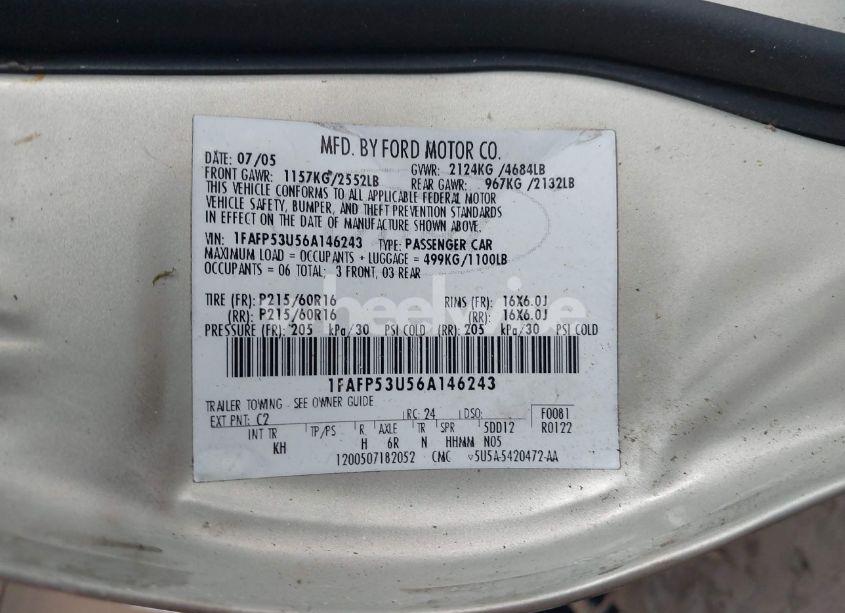 MFD. BY FORD MOTOR CO.
DATE: 07/05 GVWR: 2124KG /4684LB
FRONT GAWR: 1157KG/2552LB REAR GAWR: 967KG /2132LB
THIS VEHICLE CONFORMS TO ALL APPLICABLE FEDERAL MOTOR
VEHICLE SAFETY, BUMPER, AND THEFT PREVENTION STANDARDS
IN EFFECT ON THE DATE OF MANUFACTURE SHOWN ABOVE.
VIN: 1FAFP53U56A146243 TYPE: PASSENGER CAR
MAXIMUM LOAD = OCCUPANTS + LUGGAGE = 499KG/1100LB
OCCUPANTS = 06 TOTAL: 3 FRONT, 03 REAR
TIRE (FR): P215/60R16 RIMS (FR): 16X6.0J
(RR): P215/60R16 (RR): 16X6.0J
heelwise
PRESSURE (FR): 205 kPa/30 PSI COLD (RR): 205 kPa/30 PSI COLD
1FAFP53U56A146243
TRAILER TOWING - SEE OWNER GUIDE
EXT PNT: C2 RC: 24 DSO: F0081
INT TR TP/PS R AXLE TR SPR 5DD12 R0122
KH H 6R N HHMM N05
1200507182052 CMC 5U5A-5420472-AA